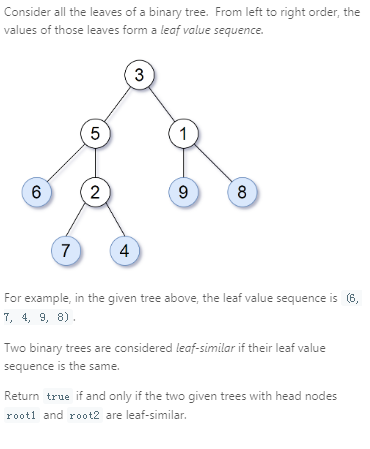 Consider all the leaves of a binary tree.  From left to right order, the
values of those leaves form a leaf value sequence.
3
5
1
6
2
9
8
7
4
For example, in the given tree above, the leaf value sequence is (6,
7, 4, 9, 8).
Two binary trees are considered leaf-similar if their leaf value
sequence is the same.
Return true if and only if the two given trees with head nodes
root1 and root2 are leaf-similar.